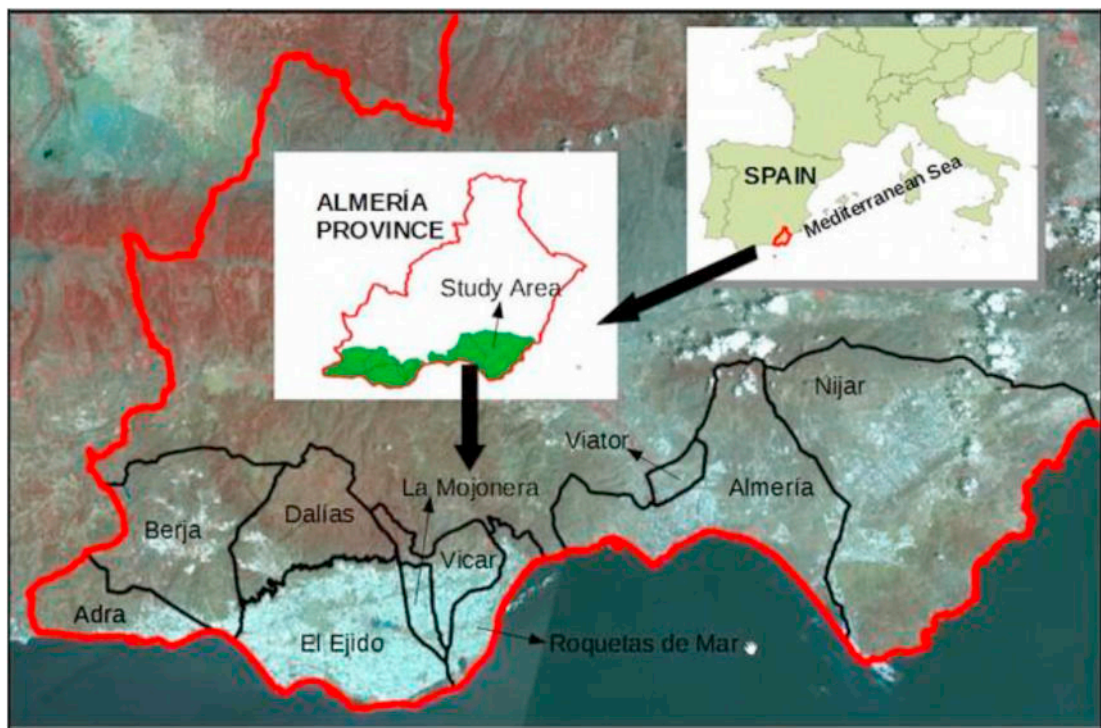 SPAIN
Mediterranean Sea
ALMERÍA
PROVINCE
Study Area
Nijar
Viator
La Mojonera
Almería
Dalías
Berja
Vicar
Adra
El Ejido
Roquetas de Mar